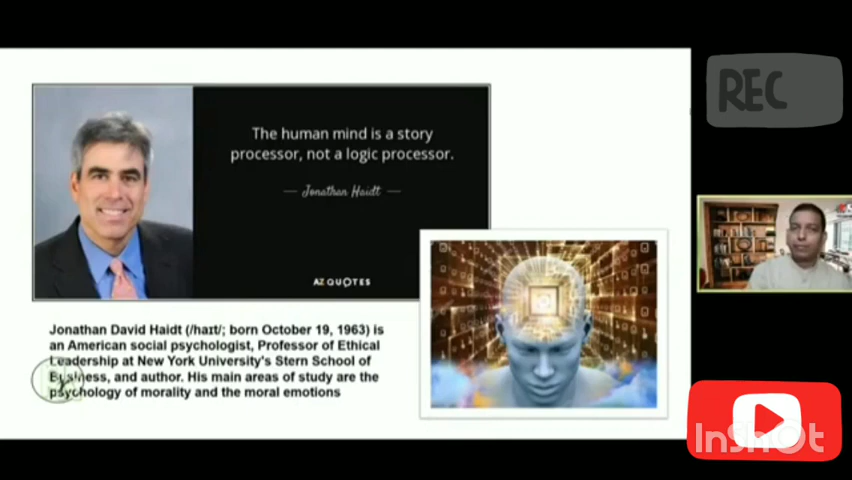 REC
The human mind is a story
processor, not a logic processor.
— Jonathan Haidt —
AZ QUOTES
Jonathan David Haidt (/haɪt/; born October 19, 1963) is
an American social psychologist, Professor of Ethical
Leadership at New York University's Stern School of
Business, and author. His main areas of study are the
psychology of morality and the moral emotions
InShOt